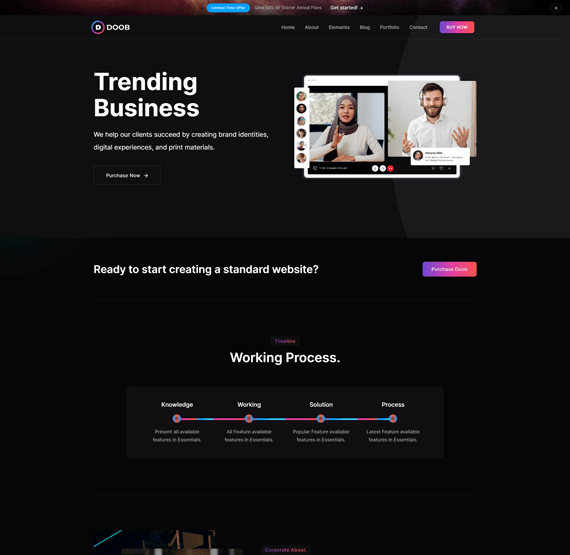 Limited Time Offer
Save 50% off Starter Annual Plans
Get started!
DOOB
Home
About
Elements
Blog
Portfolio
Contact
BUY NOW
Trending
Business
We help our clients succeed by creating brand identities,
digital experiences, and print materials.
Purchase Now
Ready to start creating a standard website?
Purchase Doob
Timeline
Working Process.
Knowledge
Working
Solution
Process
Present all available
features in Essentials.
All Feature available
features in Essentials.
Popular Feature available
features in Essentials.
Latest Feature available
features in Essentials.
Corporate About.